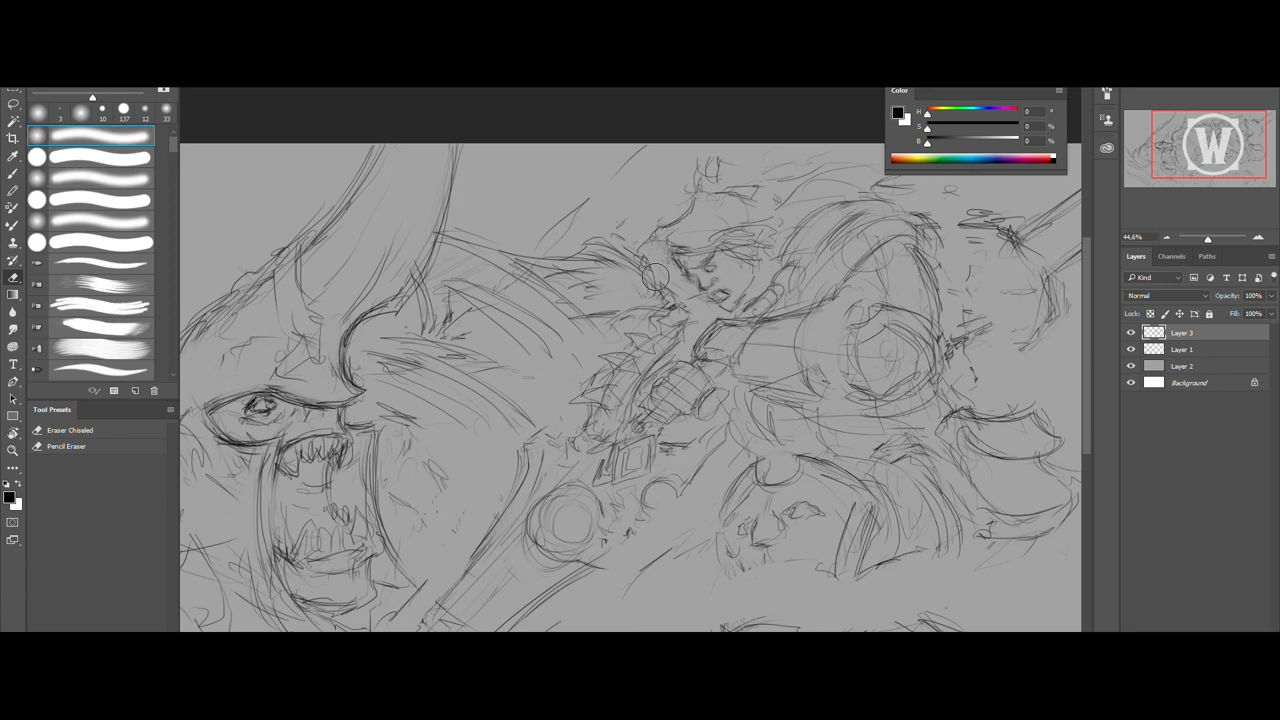 Color
H 0 °
S 0 %
B 0 %
3 10 137 12 33
W
44,6%
Layers Channels Paths
Kind
Normal Opacity: 100%
Lock: Fill: 100%
Layer 3
Layer 1
Layer 2
Background
Tool Presets
Eraser Chiseled
Pencil Eraser